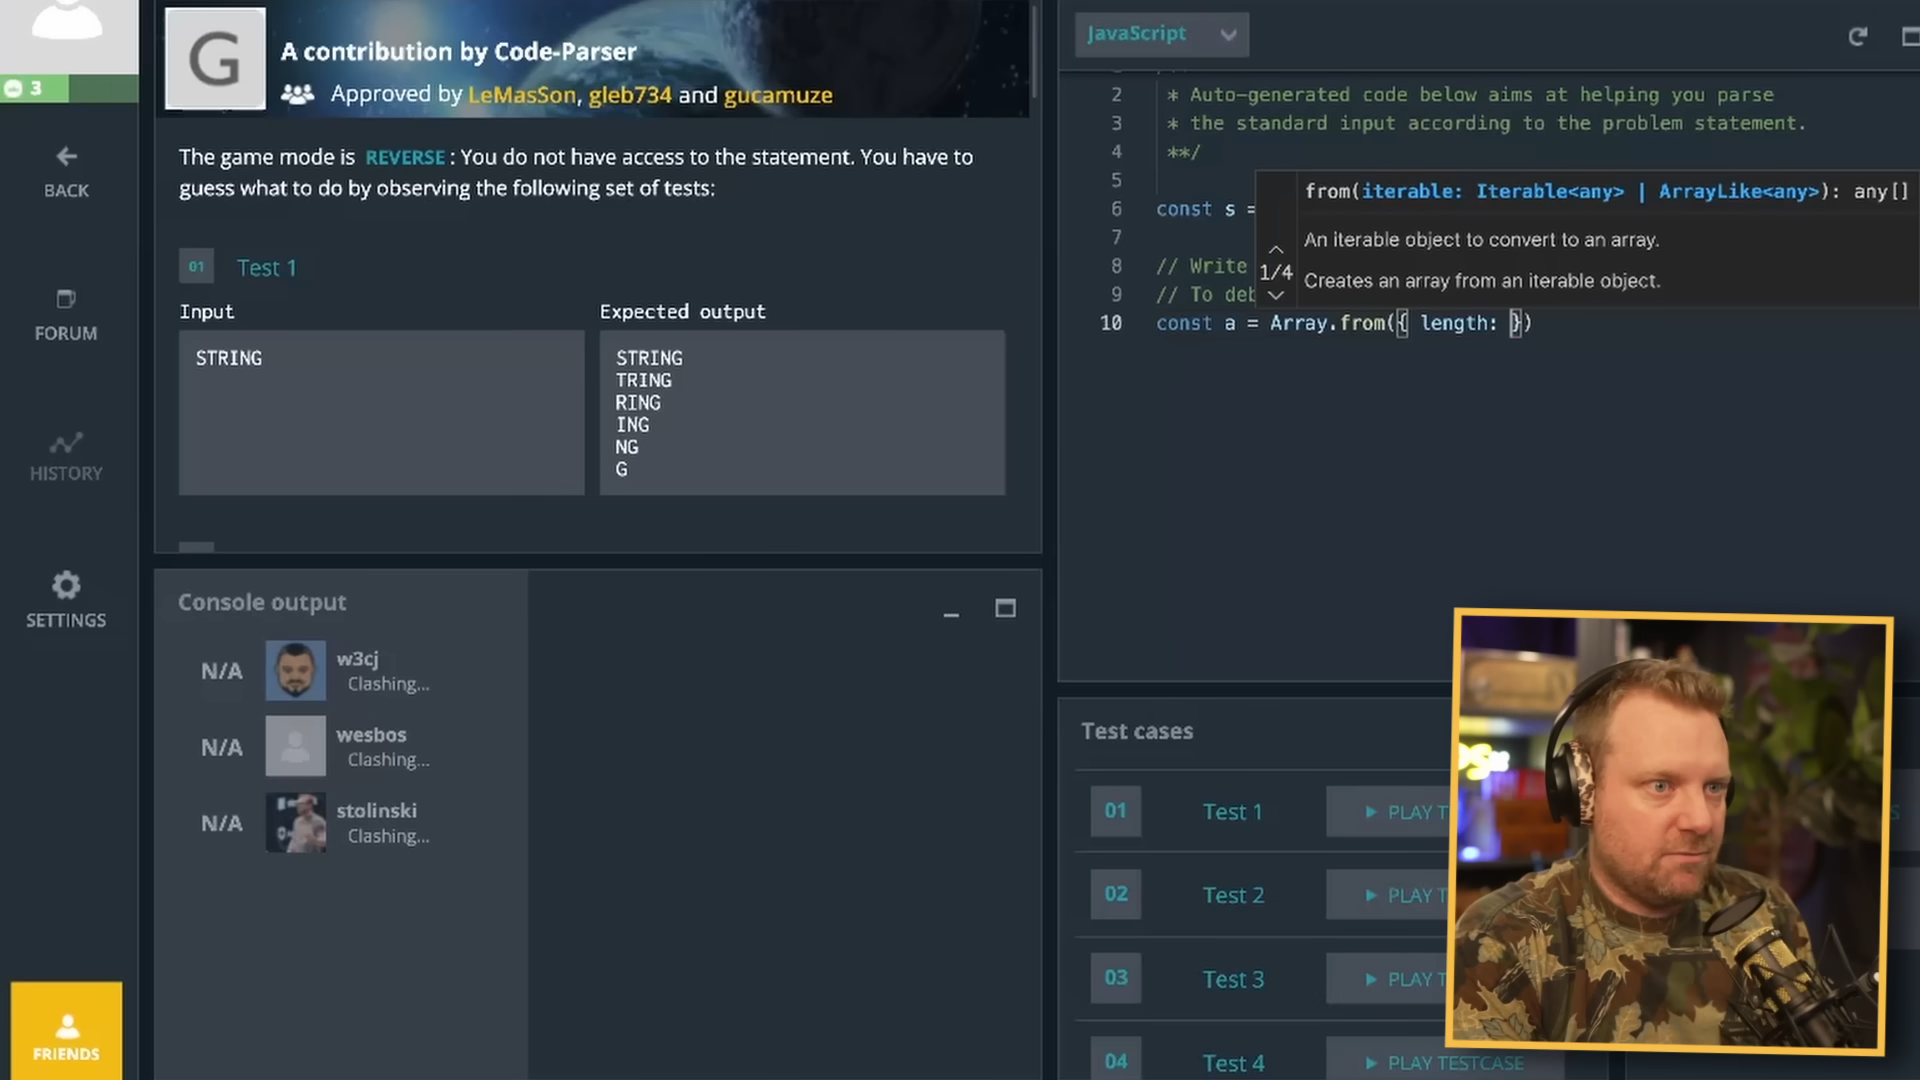 3
BACK
FORUM
HISTORY
SETTINGS
FRIENDS
G
A contribution by Code-Parser
Approved by LeMasSon, gleb734 and gucamuze
The game mode is REVERSE : You do not have access to the statement. You have to
guess what to do by observing the following set of tests:
01 Test 1
Input
STRING
Expected output
STRING
TRING
RING
ING
NG
G
Console output
N/A w3cj
Clashing...
N/A wesbos
Clashing...
N/A stolinski
Clashing...
JavaScript
2 * Auto-generated code below aims at helping you parse
3 * the standard input according to the problem statement.
4 **/
5
6 const s =
7
8 // Write
9 // To deb
10 const a = Array.from({ length: })
from(iterable: Iterable<any> | ArrayLike<any>): any[]
An iterable object to convert to an array.
1/4
Creates an array from an iterable object.
Test cases
01 Test 1 PLAY T
02 Test 2 PLAY T
03 Test 3 PLAY T
04 Test 4 PLAY TESTCASE